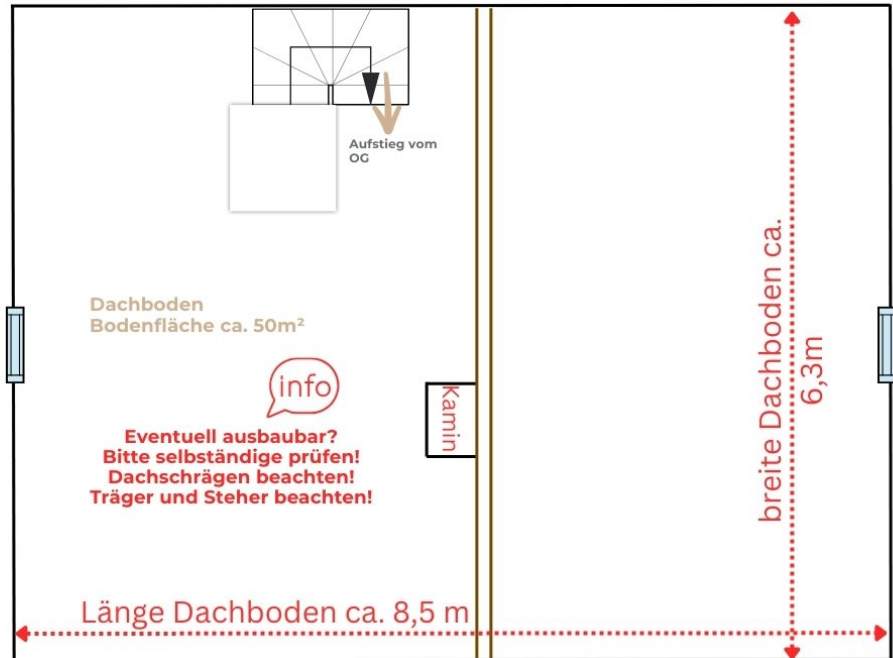 Aufstieg vom
OG
Dachboden
Bodenfläche ca. 50m²
info
Eventuell ausbaubar?
Bitte selbständige prüfen!
Dachschrägen beachten!
Träger und Steher beachten!
Kamin
breite Dachboden ca.
6,3m
Länge Dachboden ca. 8,5 m